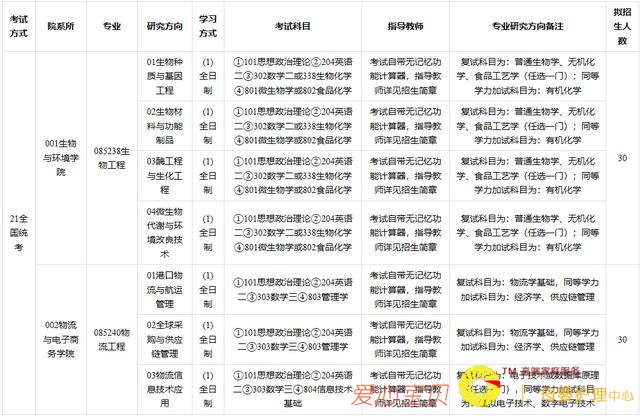 考试方式 院系所 专业 研究方向 学习方式 考试科目 指导教师 专业研究方向备注 拟招生人数
21全国统考
001生物与环境学院
085238生物工程
01生物种质与基因工程
(1)全日制
①101思想政治理论②204英语
二③302数学二或338生物化学
④801微生物学或802食品化学
考试自带无记忆功
能计算器，指导教
师详见招生简章
复试科目为：普通生物学、无机化
学、食品工艺学（任选一门）；同等
学力加试科目为：有机化学
30
02生物材料与功能制品
(1)全日制
①101思想政治理论②204英语
二③302数学二或338生物化学
④801微生物学或802食品化学
考试自带无记忆功
能计算器，指导教
师详见招生简章
复试科目为：普通生物学、无机化
学、食品工艺学（任选一门）；同等
学力加试科目为：有机化学
03酶工程与生化工程
(1)全日制
①101思想政治理论②204英语
二③302数学二或338生物化学
④801微生物学或802食品化学
考试自带无记忆功
能计算器，指导教
师详见招生简章
复试科目为：普通生物学、无机化
学、食品工艺学（任选一门）；同等
学力加试科目为：有机化学
04微生物代谢与环境改良技术
(1)全日制
①101思想政治理论②204英语
二③302数学二或338生物化学
④801微生物学或802食品化学
考试自带无记忆功
能计算器，指导教
师详见招生简章
复试科目为：普通生物学、无机化
学、食品工艺学（任选一门）；同等
学力加试科目为：有机化学
002物流与电子商务学院
085240物流工程
01港口物流与航运管理
(1)全日制
①101思想政治理论②204英语
二③303数学三④803管理学
考试自带无记忆功
能计算器，指导教
师详见招生简章
复试科目为：物流学基础，同等学力
加试科目为：经济学、供应链管理
30
02全球采购与供应链管理
(1)全日制
①101思想政治理论②204英语
二③303数学三④803管理学
考试自带无记忆功
能计算器，指导教
师详见招生简章
复试科目为：物流学基础，同等学力
加试科目为：经济学、供应链管理
03物流信息技术与应用
(1)全日制
①101思想政治理论②204英语
二③303数学三④804信息技术
基础
考试自带无记忆功
能计算器，指导教
师详见招生简章
复试科目为：电子技术或数据库原理
（任选一门），同等学力加试科目
为：模拟电子技术、数字电子技术
爱如宝贝
JM 高端家庭服务
母婴护理中心